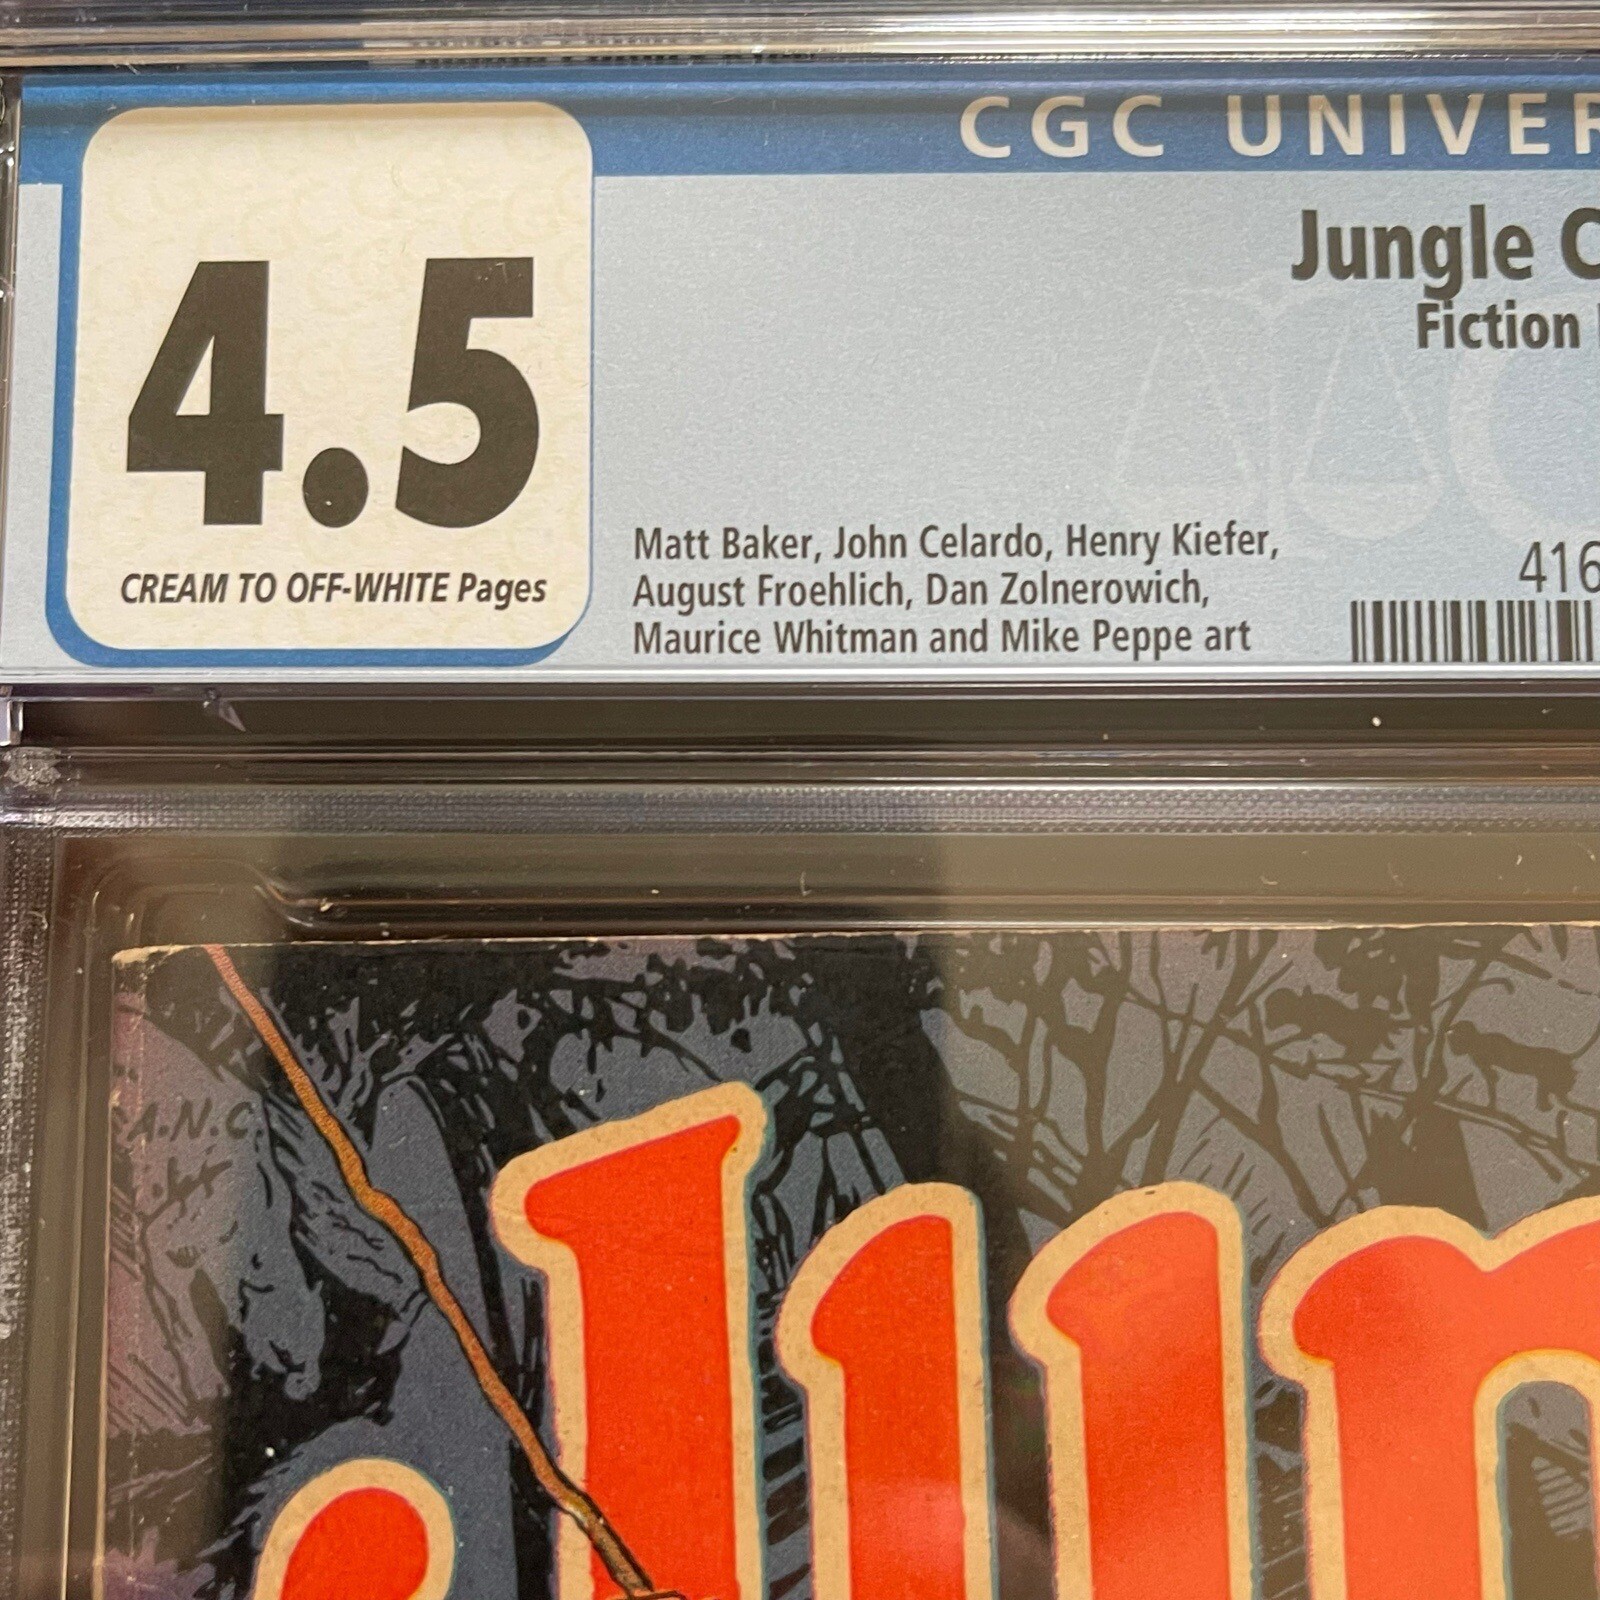 CGC UNIVER
Jungle C
Fiction
4.5
CREAM TO OFF-WHITE Pages
Matt Baker, John Celardo, Henry Kiefer,
August Froehlich, Dan Zolnerowich,
Maurice Whitman and Mike Peppe art
416
A.N.C.
Jun